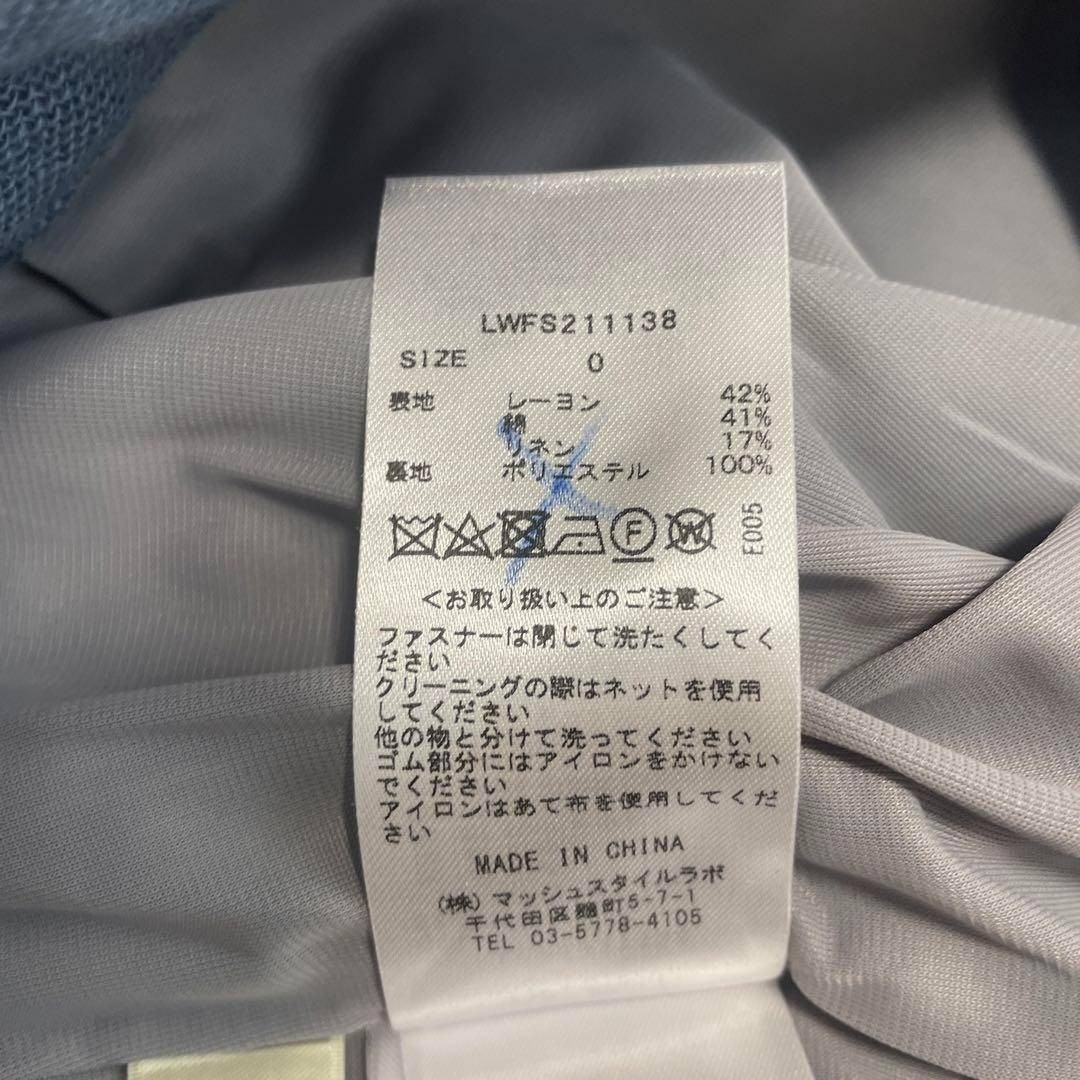 LWFS211138
SIZE 0
表地 レーヨン 42%
綿 41%
リネン 17%
裏地 ポリエステル 100%
F W E005
<お取り扱い上のご注意>
ファスナーは閉じて洗たくしてく
ださい
クリーニングの際はネットを使用
してください
他の物と分けて洗ってください
ゴム部分にはアイロンをかけない
でください
アイロンはあて布を使用してくだ
さい
MADE IN CHINA
(株)マッシュスタイルラボ
千代田区麹町5-7-1
TEL 03-5778-4105